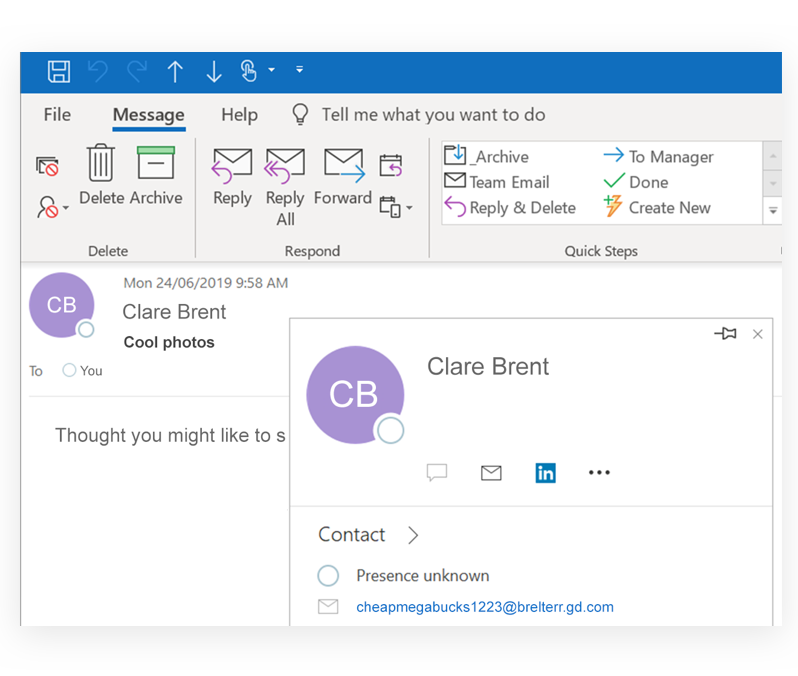 File Message Help Tell me what you want to do
Delete Archive
Reply Reply All Forward
_Archive To Manager
Team Email Done
Reply & Delete Create New
Delete Respond Quick Steps
CB
Mon 24/06/2019 9:58 AM
Clare Brent
Cool photos
To You
Thought you might like to s
CB
Clare Brent
in
Contact
Presence unknown
cheapmegabucks1223@brelterr.gd.com